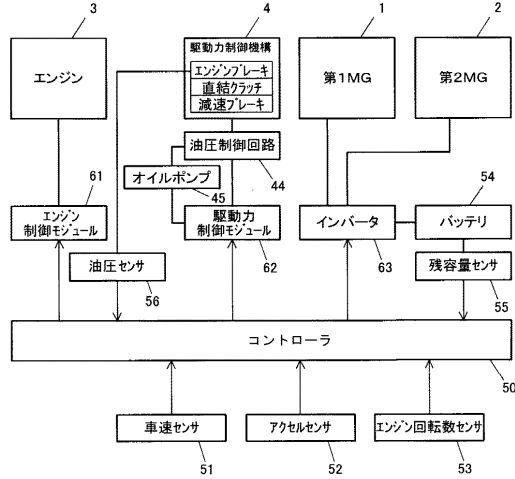 3
4
1
2
エンジン
駆動力制御機構
エンジンブレーキ
直結クラッチ
減速ブレーキ
第1MG
第2MG
油圧制御回路
オイルポンプ
45
44
61
54
エンジン
制御モジュール
駆動力
制御モジュール
インバータ
バッテリ
62
63
油圧センサ
56
残容量センサ
55
コントローラ
50
車速センサ
アクセルセンサ
エンジン回転数センサ
51
52
53